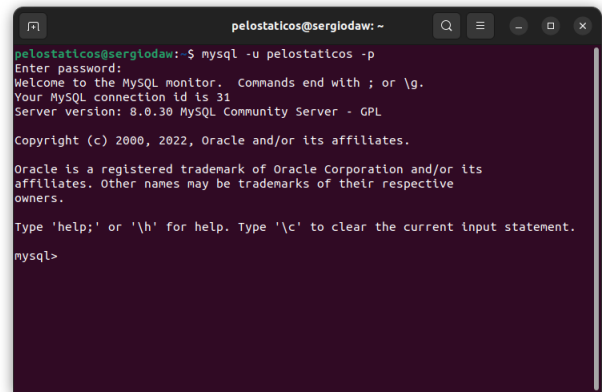 pelostaticos@sergiodaw: ~
pelostaticos@sergiodaw:~$ mysql -u pelostaticos -p
Enter password:
Welcome to the MySQL monitor.  Commands end with ; or \g.
Your MySQL connection id is 31
Server version: 8.0.30 MySQL Community Server - GPL
Copyright (c) 2000, 2022, Oracle and/or its affiliates.
Oracle is a registered trademark of Oracle Corporation and/or its
affiliates. Other names may be trademarks of their respective
owners.
Type 'help;' or '\h' for help. Type '\c' to clear the current input statement.
mysql>